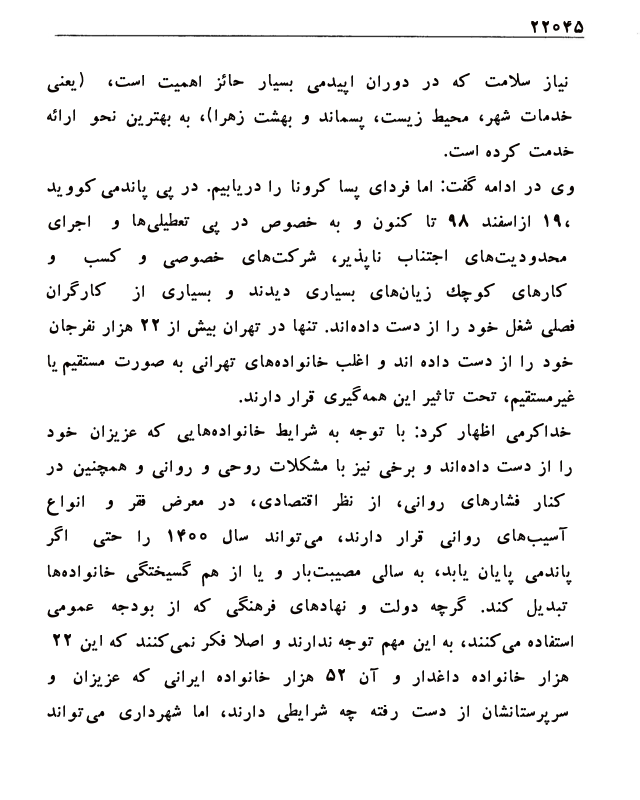 ۲۲۰۴۵
نیاز سلامت که در دوران اپیدمی بسیار حائز اهمیت است، (یعنی
خدمات شهر، محیط زیست، پسماند و بهشت زهرا)، به بهترین نحو ارائه
خدمت کرده است.
وی در ادامه گفت: اما فردای پسا کرونا را دریابیم. در پی پاندمی کووید
۱۹، ازاسفند ۹۸ تا کنون و به خصوص در پی تعطیلی‌ها و اجرای
محدودیت‌های اجتناب ناپذیر، شرکت‌های خصوصی و کسب و
کارهای کوچك زیان‌های بسیاری دیدند و بسیاری از کارگران
فصلی شغل خود را از دست داده‌اند. تنها در تهران بیش از ۲۲ هزار نفرجان
خود را از دست داده اند و اغلب خانواده‌های تهرانی به صورت مستقیم یا
غیرمستقیم، تحت تاثیر این همه‌گیری قرار دارند.
خداکرمی اظهار کرد: با توجه به شرایط خانواده‌هایی که عزیزان خود
را از دست داده‌اند و برخی نیز با مشکلات روحی و روانی و همچنین در
کنار فشارهای روانی، از نظر اقتصادی، در معرض فقر و انواع
آسیب‌های روانی قرار دارند، می‌تواند سال ۱۴۰۰ را حتی اگر
پاندمی پایان یابد، به سالی مصیبت‌بار و یا از هم گسیختگی خانواده‌ها
تبدیل کند. گرچه دولت و نهادهای فرهنگی که از بودجه عمومی
استفاده می‌کنند، به این مهم توجه ندارند و اصلا فکر نمی‌کنند که این ۲۲
هزار خانواده داغدار و آن ۵۲ هزار خانواده ایرانی که عزیزان و
سرپرستانشان از دست رفته چه شرایطی دارند، اما شهرداری می‌تواند